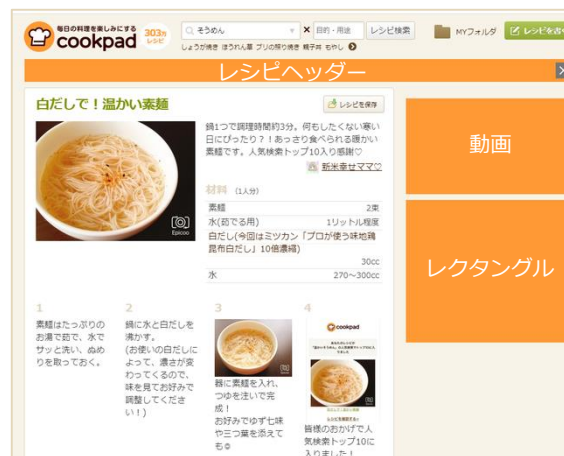 毎日の料理を楽しみにする
cookpad
303万
レシピ
そうめん
× 目的・用途
レシピ検索
MYフォルダ
レシピを書く
しょうが焼き ほうれん草 ブリの照り焼き 親子丼 もやし
レシピヘッダー
白だしで!温かい素麺
レシピを保存
鍋1つで調理時間約3分。何もしたくない寒い
日にぴったり?!あっさり食べられる暖かい
素麺です。人気検索トップ10入り感謝♡
新米幸せママ♡
材料 (1人分)
素麺 2束
水(茹でる用) 1リットル程度
白だし(今回はミツカン「プロが使う味地鶏
昆布白だし」10倍濃縮)
30cc
水 270~300cc
Epicoo
動画
レクタングル
1
素麺はたっぷりの
お湯で茹で、水で
サッと洗い、ぬめ
りを取っておく。
2
鍋に水と白だしを
沸かす。
(お使いの白だしに
よって、濃さが変
わってくるので、
味を見てお好みで
調整してくださ
い!)
3
器に素麺を入れ、
つゆを注いで完
成!
お好みでゆず七味
や三つ葉を添えて
も☺
4
cookpad
皆様のおかげで人
気検索トップ10に
入りました!